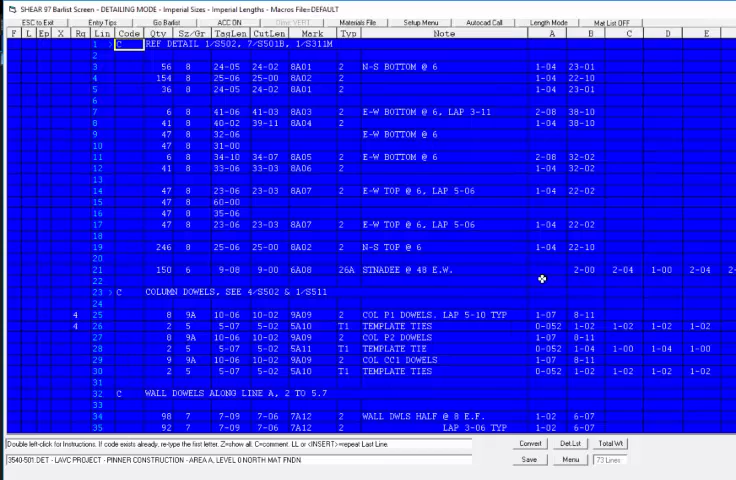 SHEAR 97 Barlist Screen - DETAILING MODE - Imperial Sizes - Imperial Lengths - Macros File=DEFAULT
ESC to Exit Entry Tips Go Barlist ACC ON Dims VERT Materials File Setup Menu Autocad Call Length Mode Mat List OFF
F L Ep X Rq Lin Code Qty Sz/Gr TagLen CutLen Mark Typ Note A B C D E
1 C REF DETAIL 1/S502, 7/S501B, 1/S311M
2
3 56 8 24-05 24-02 8A01 2 N-S BOTTOM @ 6 1-04 23-01
4 154 8 25-06 25-00 8A02 2 1-04 22-10
5 36 8 24-05 24-02 8A01 2 1-04 23-01
6
7 6 8 41-06 41-03 8A03 2 E-W BOTTOM @ 6, LAP 3-11 2-08 38-10
8 41 8 40-02 39-11 8A04 2 1-04 38-10
9 47 8 32-06 E-W BOTTOM @ 6
10 47 8 31-00
11 6 8 34-10 34-07 8A05 2 E-W BOTTOM @ 6 2-08 32-02
12 41 8 33-06 33-03 8A06 2 1-04 32-02
13
14 47 8 23-06 23-03 8A07 2 E-W TOP @ 6, LAP 5-06 1-04 22-02
15 47 8 60-00
16 47 8 35-06
17 47 8 23-06 23-03 8A07 2 E-W TOP @ 6, LAP 5-06 1-04 22-02
18
19 246 8 25-06 25-00 8A02 2 N-S TOP @ 6 1-04 22-10
20
21 150 6 9-08 9-00 6A08 26A STNADEE @ 48 E.W. 2-00 2-04 1-00 2-04 2-
22 22
23 C COLUMN DOWELS, SEE 4/S502 & 1/S511
24
4 25 8 9A 10-06 10-02 9A09 2 COL P1 DOWELS. LAP 5-10 TYP 1-07 8-11
4 26 2 5 5-07 5-02 5A10 T1 TEMPLATE TIES 0-052 1-02 1-02 1-02 1-02
27 8 9A 10-06 10-02 9A09 2 COL P2 DOWELS 1-07 8-11
28 2 5 5-07 5-02 5A11 T1 TEMPLATE TIE 0-052 1-04 1-00 1-04 1-00
29 9 9A 10-06 10-02 9A09 2 COL CC1 DOWELS 1-07 8-11
30 2 5 5-07 5-02 5A10 T1 TEMPLATE TIES 0-052 1-02 1-02 1-02 1-02
31
32 C WALL DOWELS ALONG LINE A, 2 TO 5.7
33
34 98 7 7-09 7-06 7A12 2 WALL DWLS HALF @ 8 E.F. 1-02 6-07
35 92 7 7-09 7-06 7A12 2 LAP 3-06 TYP 1-02 6-07
Double left-click for Instructions. If code exists already, re-type the first letter. Z=show all. C=comment. LL or <INSERT>=repeat Last Line. Convert Det.Lst Total Wt
3540-501.DET - LAVC PROJECT - PINNER CONSTRUCTION - AREA A, LEVEL 0 NORTH MAT FNDN Save Menu 73 Lines